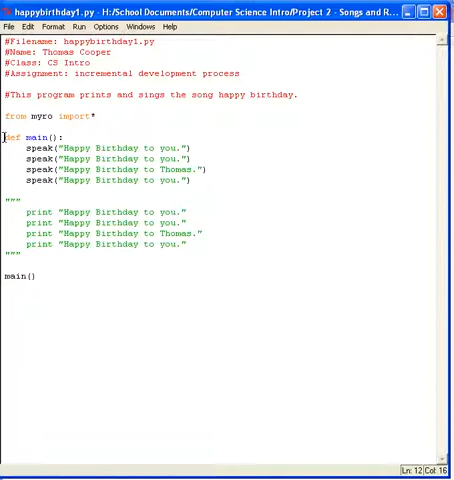 happybirthday1.py - H:/School Documents/Computer Science Intro/Project 2 - Songs and R...
File Edit Format Run Options Windows Help
#Filename: happybirthday1.py
#Name: Thomas Cooper
#Class: CS Intro
#Assignment: incremental development process
#This program prints and sings the song happy birthday.
from myro import*
def main():
speak("Happy Birthday to you.")
speak("Happy Birthday to you.")
speak("Happy Birthday to Thomas.")
speak("Happy Birthday to you.")
"""
print "Happy Birthday to you."
print "Happy Birthday to you."
print "Happy Birthday to Thomas."
print "Happy Birthday to you."
"""
main()
Ln: 12 Col: 16